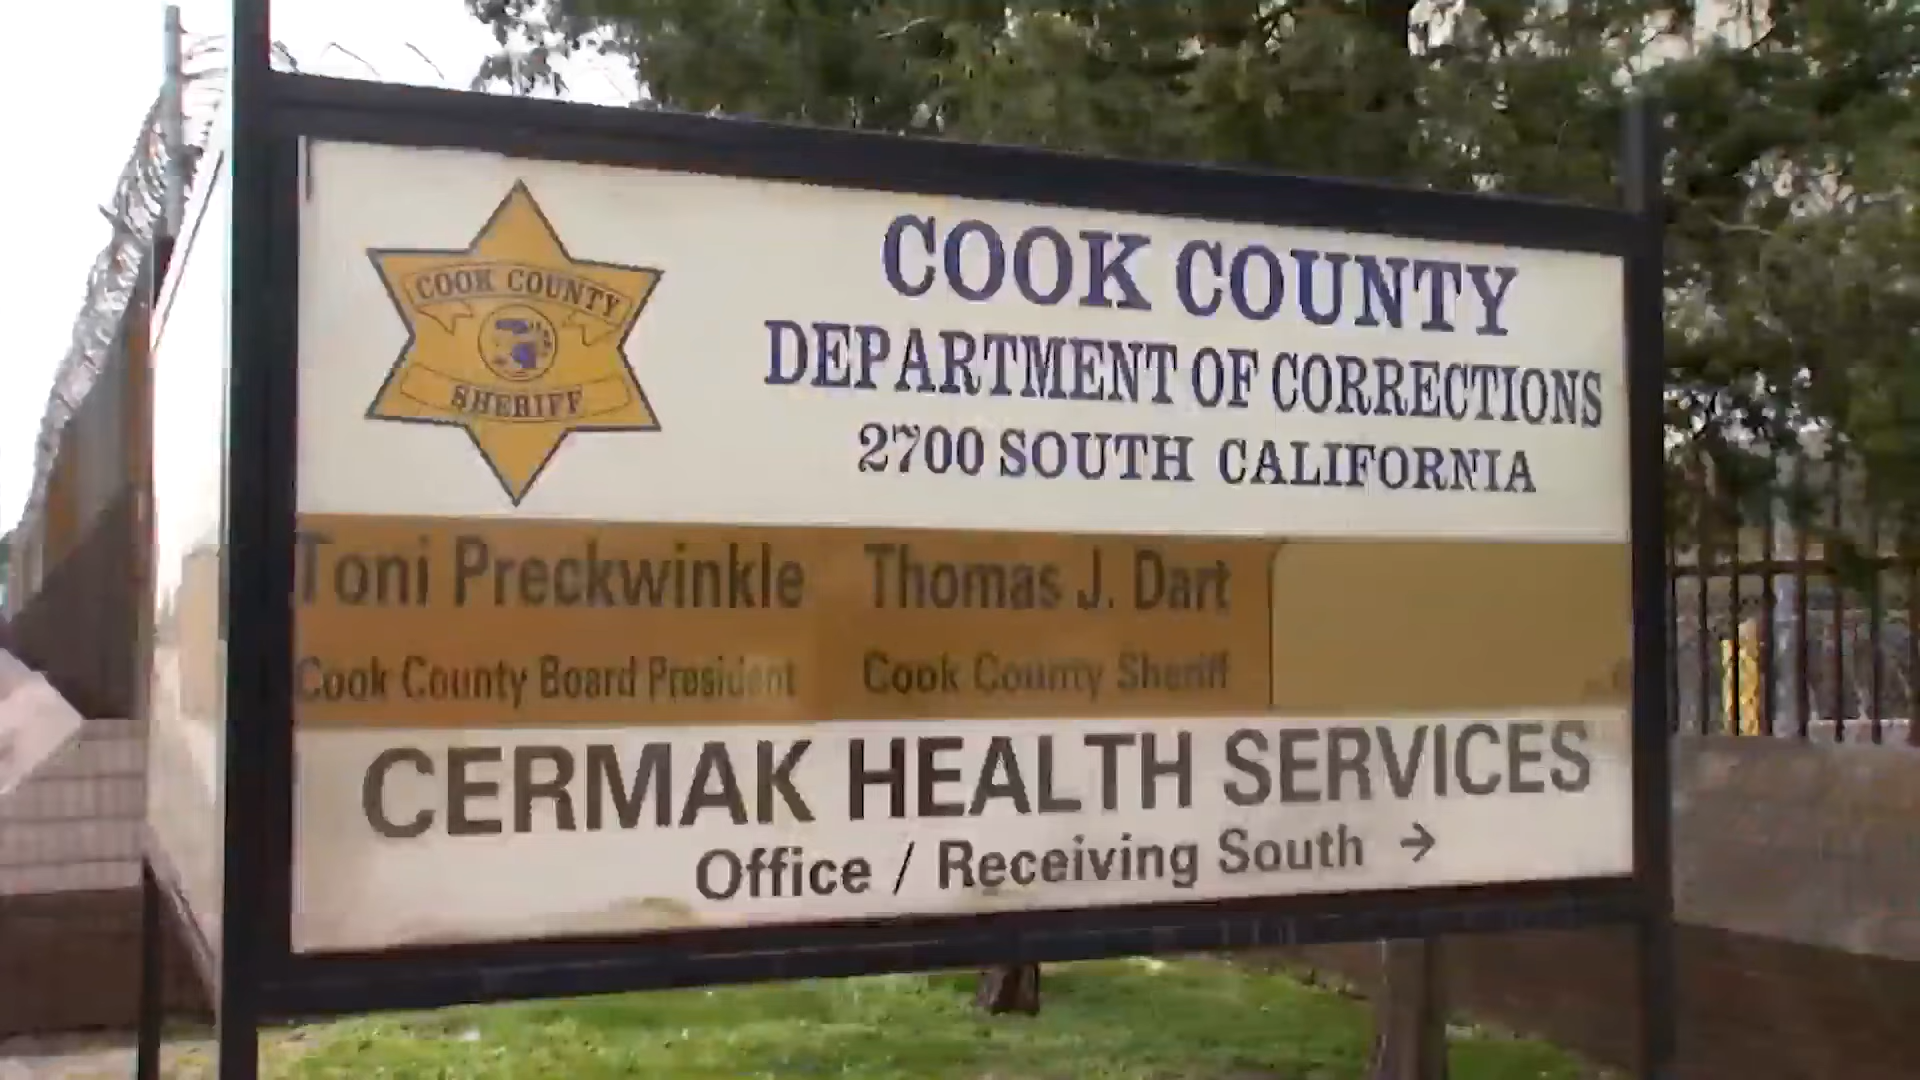 COOK COUNTY
SHERIFF
COOK COUNTY
DEPARTMENT OF CORRECTIONS
2700 SOUTH CALIFORNIA
Toni Preckwinkle
Cook County Board President
Thomas J. Dart
Cook County Sheriff
CERMAK HEALTH SERVICES
Office / Receiving South →